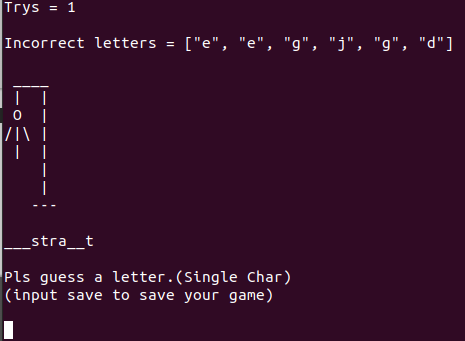 Trys = 1
Incorrect letters = ["e", "e", "g", "j", "g", "d"]
 ____
 |  |
 O  |
/|\ |
 |  |
    |
    |
   ---
___stra__t
Pls guess a letter.(Single Char)
(input save to save your game)